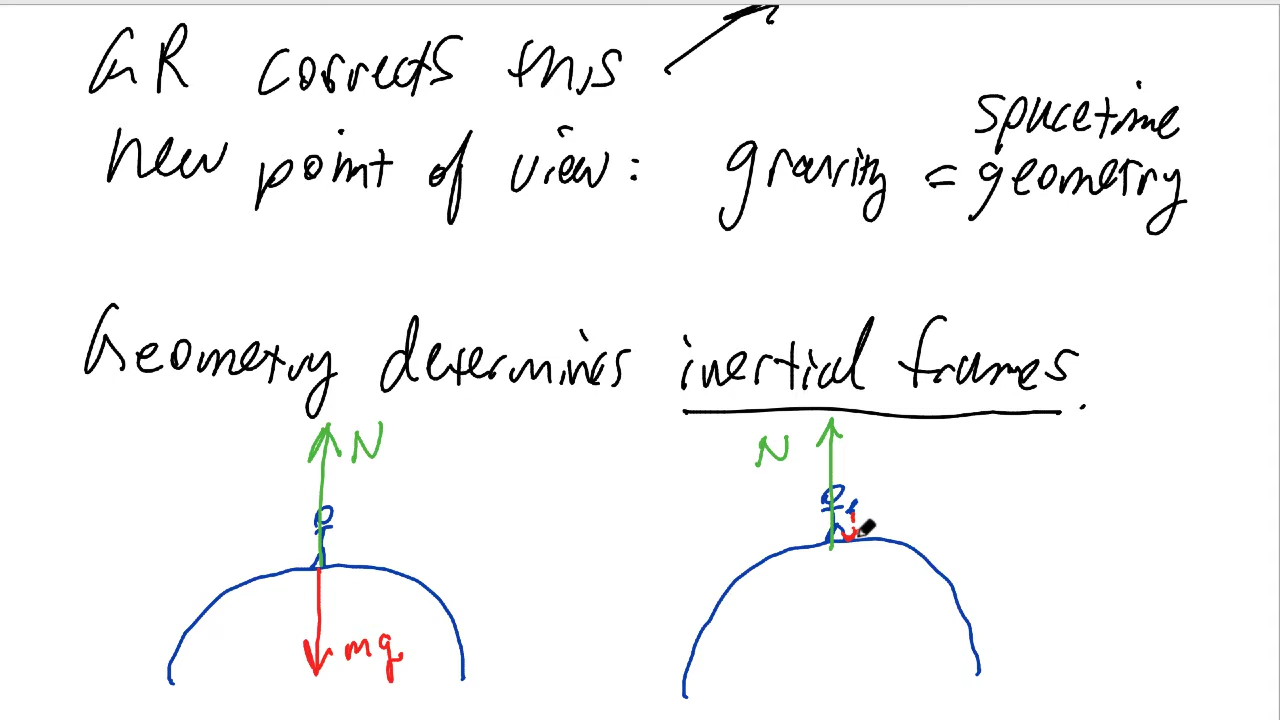 GR corrects this
new point of view: gravity = spacetime geometry
Geometry determines inertial frames.
N
N
mg